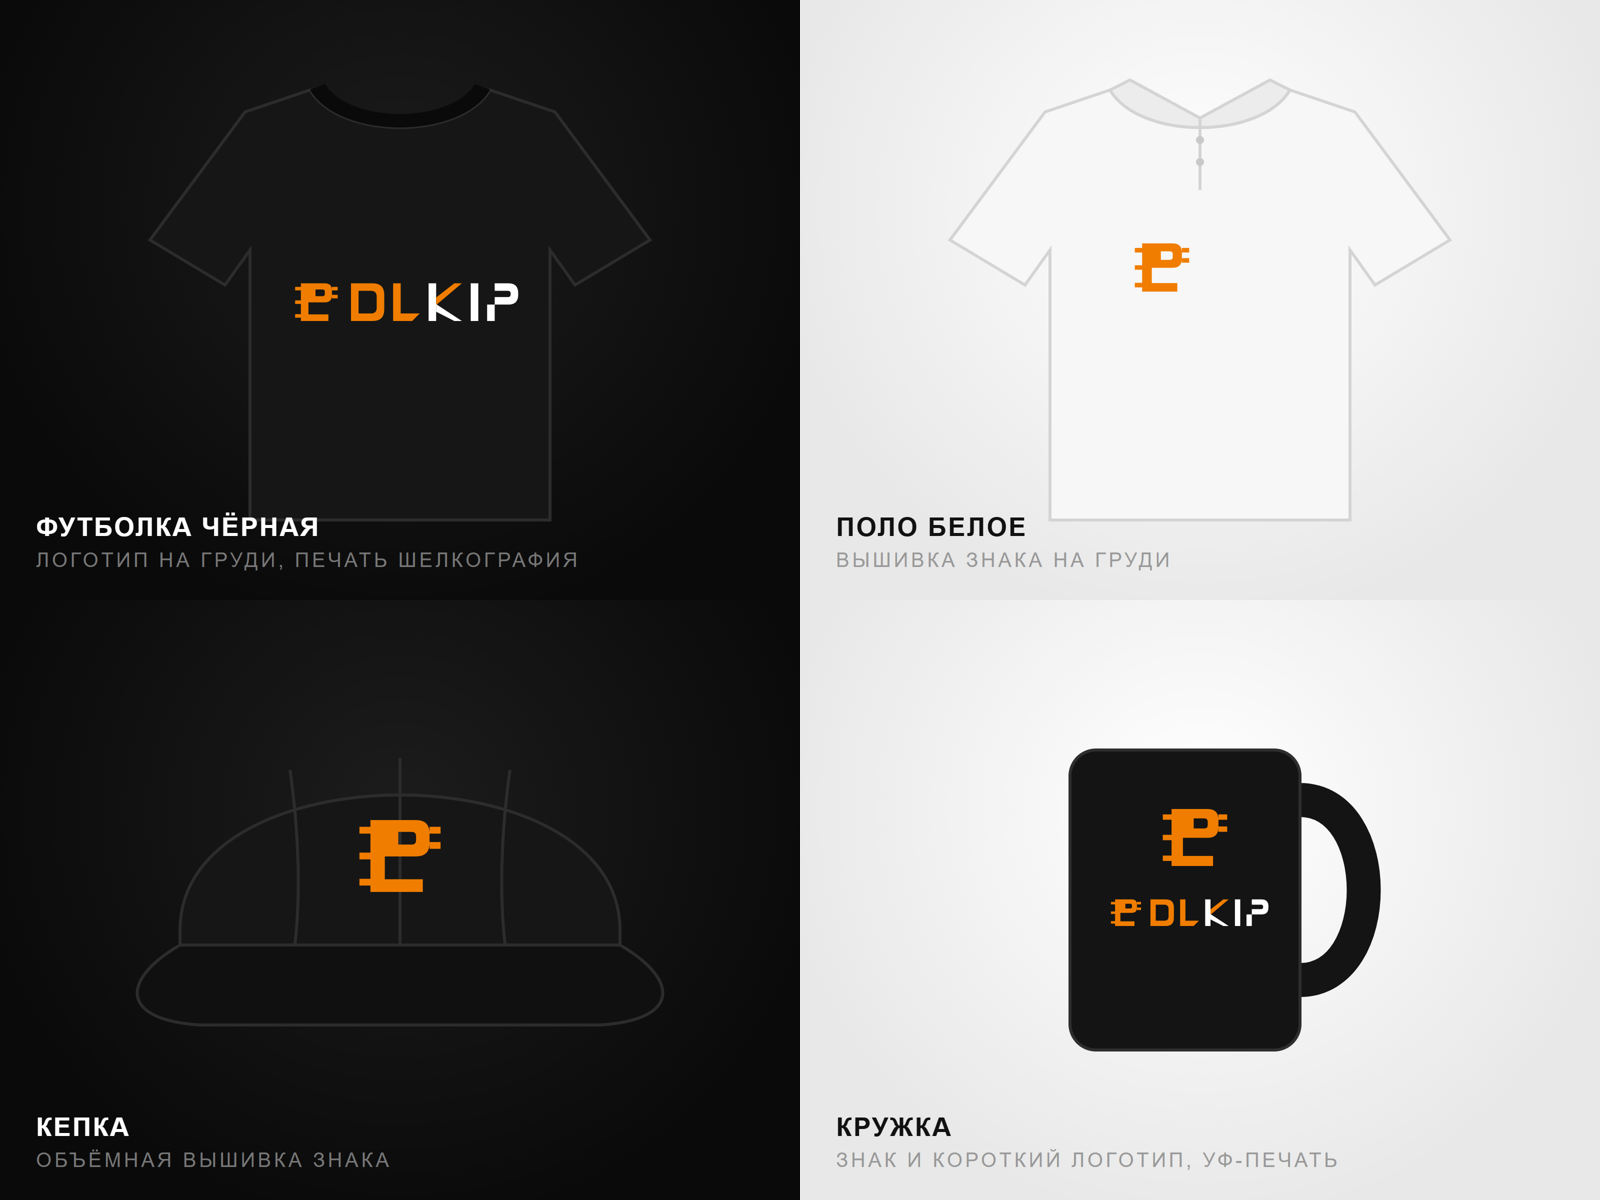 DLKIP
ФУТБОЛКА ЧЁРНАЯ
ЛОГОТИП НА ГРУДИ, ПЕЧАТЬ ШЕЛКОГРАФИЯ
ПОЛО БЕЛОЕ
ВЫШИВКА ЗНАКА НА ГРУДИ
DLKIP
КЕПКА
ОБЪЁМНАЯ ВЫШИВКА ЗНАКА
КРУЖКА
ЗНАК И КОРОТКИЙ ЛОГОТИП, УФ-ПЕЧАТЬ